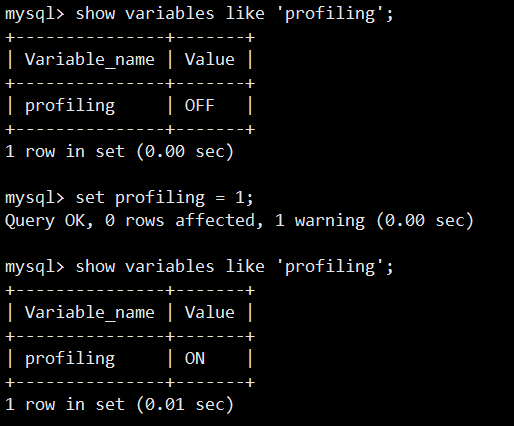 mysql> show variables like 'profiling';
+---------------+-------+
| Variable_name | Value |
+---------------+-------+
| profiling     | OFF   |
+---------------+-------+
1 row in set (0.00 sec)
mysql> set profiling = 1;
Query OK, 0 rows affected, 1 warning (0.00 sec)
mysql> show variables like 'profiling';
+---------------+-------+
| Variable_name | Value |
+---------------+-------+
| profiling     | ON    |
+---------------+-------+
1 row in set (0.01 sec)